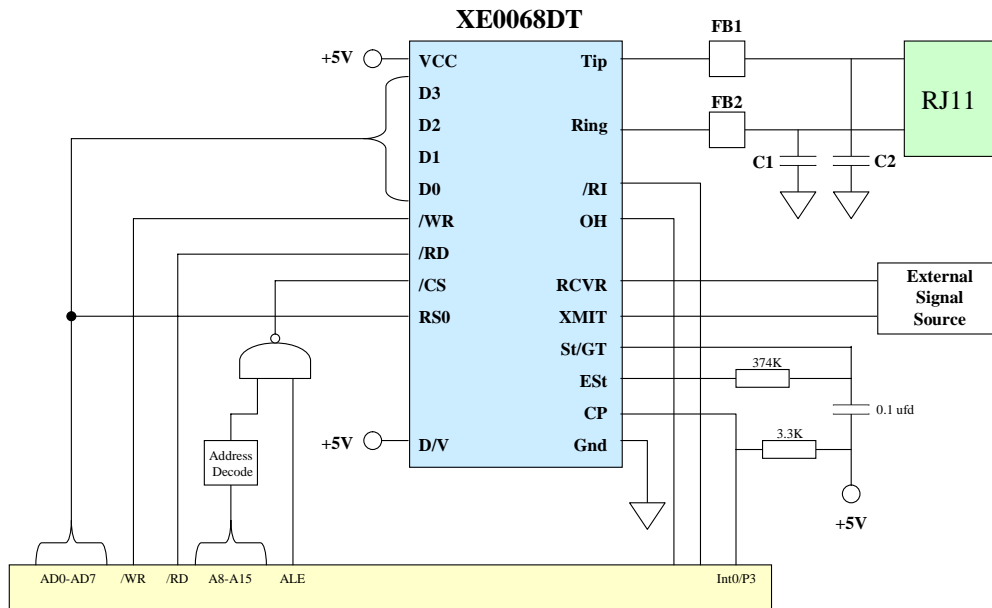 XE0068DT
FB1
+5V
VCC
Tip
D3
RJ11
D2
FB2
Ring
D1
C1
C2
D0
/RI
/WR
OH
/RD
/CS
RCVR
External
Signal
Source
RS0
XMIT
St/GT
374K
ESt
0.1 ufd
CP
3.3K
+5V
D/V
Gnd
Address
Decode
+5V
AD0-AD7
/WR
/RD
A8-A15
ALE
Int0/P3